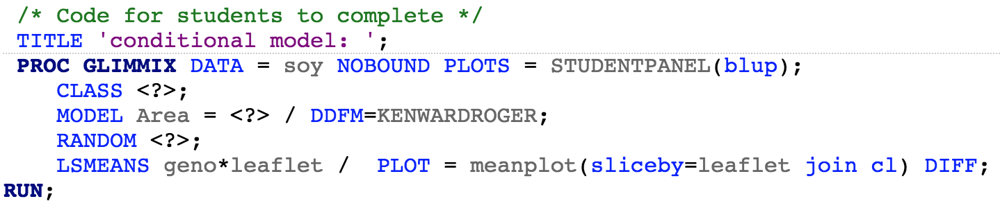 /* Code for students to complete */
TITLE 'conditional model: ';
PROC GLIMMIX DATA = soy NOBOUND PLOTS = STUDENTPANEL(blup);
CLASS <?>;
MODEL Area = <?> / DDFM=KENWARDROGER;
RANDOM <?>;
LSMEANS geno*leaflet /  PLOT = meanplot(sliceby=leaflet join cl) DIFF;
RUN;